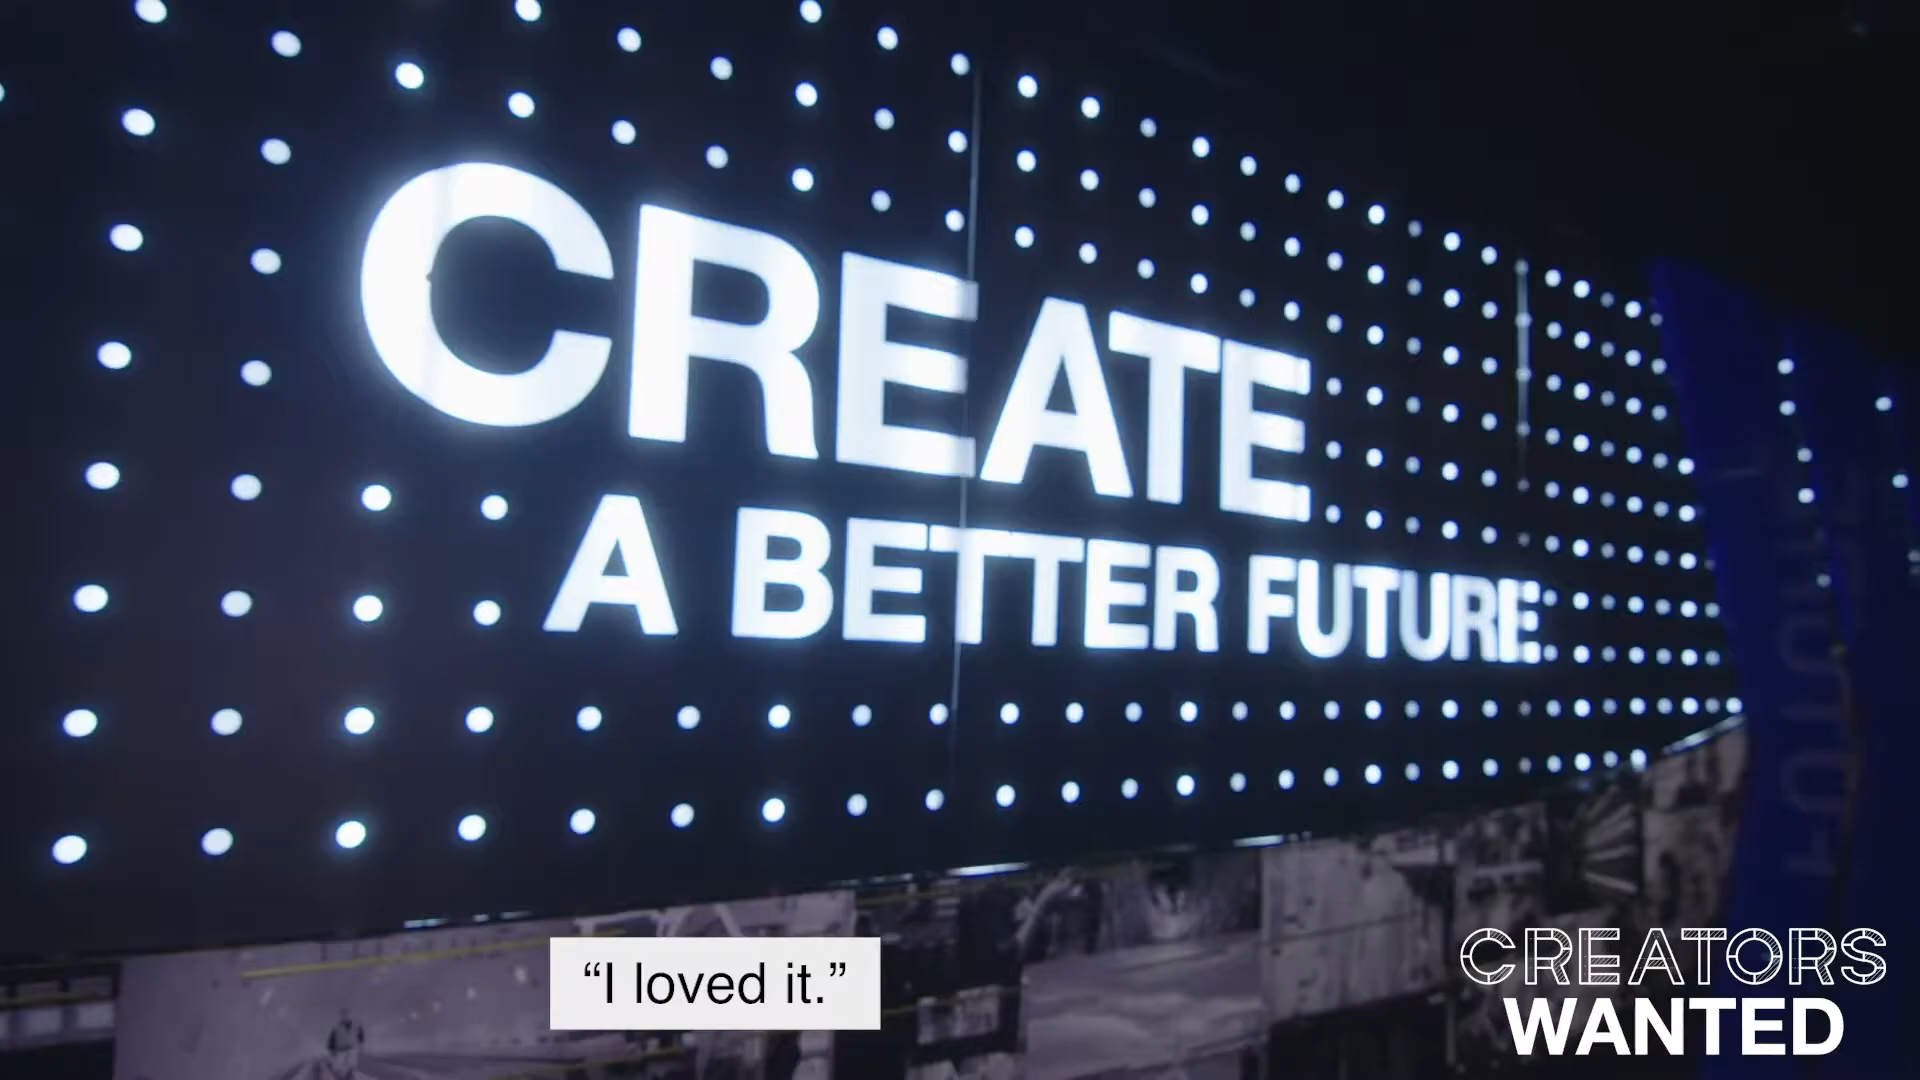 CREATE
A BETTER FUTURE
“I loved it.”
CREATORS
WANTED